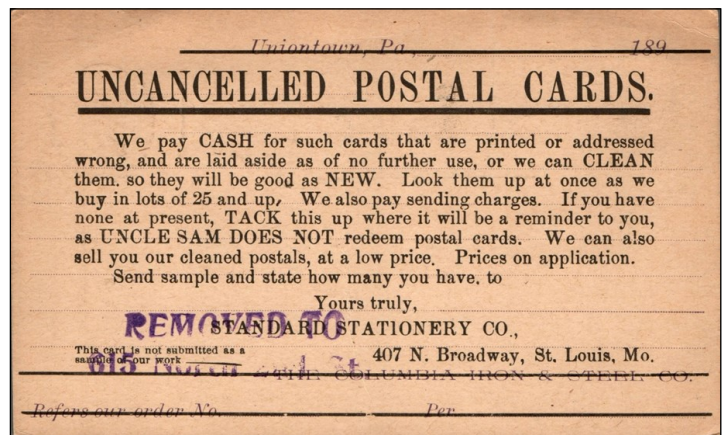 Uniontown, Pa., 189
UNCANCELLED POSTAL CARDS.
We pay CASH for such cards that are printed or addressed
wrong, and are laid aside as of no further use, or we can CLEAN
them. so they will be good as NEW. Look them up at once as we
buy in lots of 25 and up, We also pay sending charges. If you have
none at present, TACK this up where it will be a reminder to you,
as UNCLE SAM DOES NOT redeem postal cards. We can also
sell you our cleaned postals, at a low price. Prices on application.
Send sample and state how many you have. to
Yours truly,
REMOVED TO
STANDARD STATIONERY CO.,
This card is not submitted as a
sample of our work
407 N. Broadway, St. Louis, Mo.
615 North 2nd St
THE COLUMBIA IRON & STEEL CO.
Refers our order No. Per